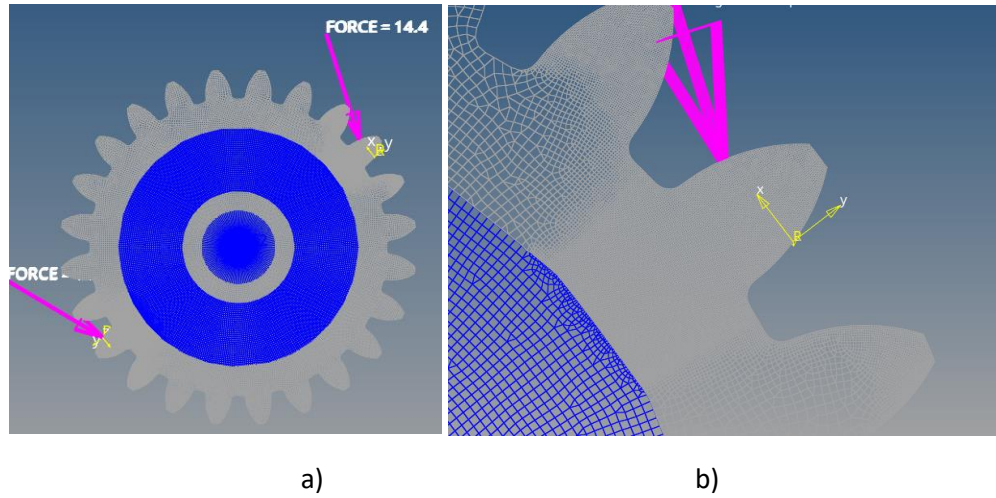 FORCE = 14.4
x y
FORCE =
y
x
y
a) b)